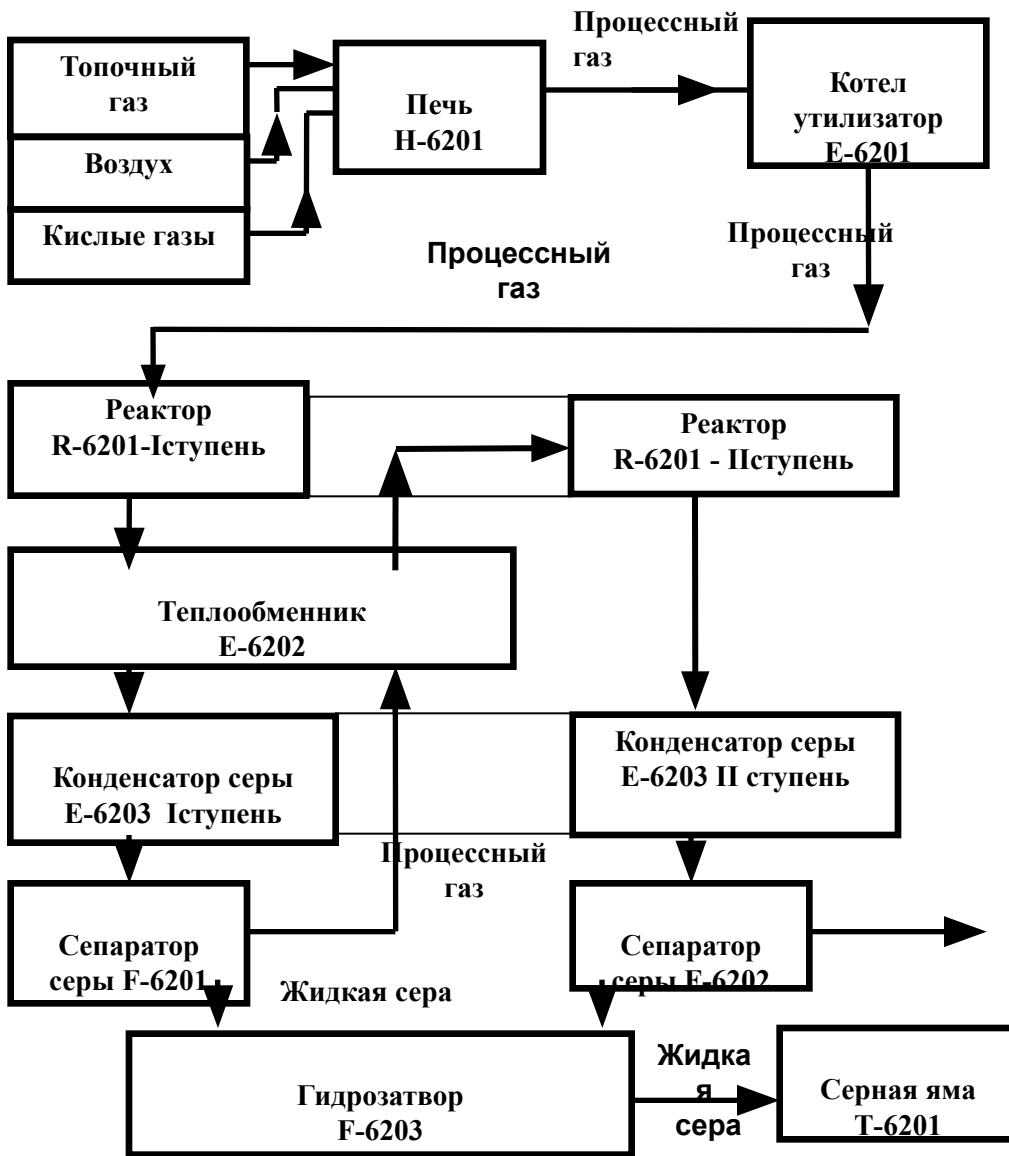 Процессный
газ
Топочный
газ
Воздух
Кислые газы
Печь
Н-6201
Котел
утилизатор
Е-6201
Процессный
газ
Процессный
газ
Реактор
R-6201-Iступень
Реактор
R-6201 - IIступень
Теплообменник
Е-6202
Конденсатор серы
Е-6203 Iступень
Конденсатор серы
Е-6203 II ступень
Процессный
газ
Сепаратор
серы F-6201
Сепаратор
серы F-6202
Жидкая сера
Гидрозатвор
F-6203
Жидка
я
сера
Серная яма
Т-6201